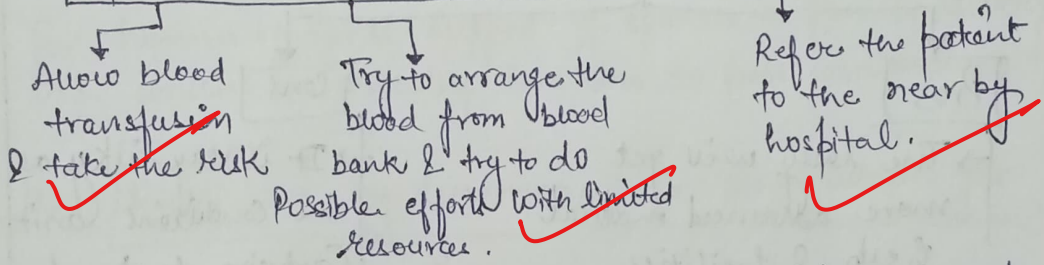 Allow blood
transfusion
& take the risk
Try to arrange the
blood from blood
bank & try to do
Possible efforts with limited
resources.
Refer the patient
to the near by
hospital.